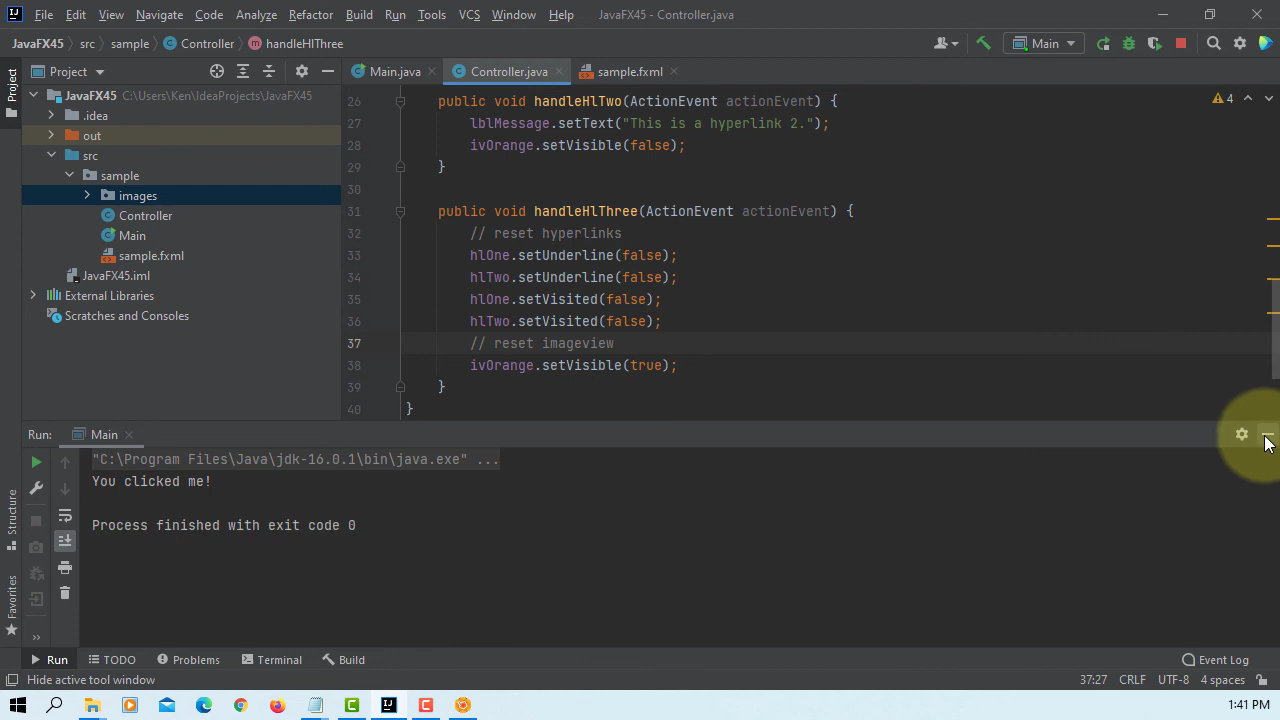 File Edit View Navigate Code Analyze Refactor Build Run Tools VCS Window Help JavaFX45 - Controller.java
JavaFX45 src sample Controller handleHlThree Main
Project
Project
Main.java Controller.java sample.fxml
JavaFX45 C:\Users\Ken\IdeaProjects\JavaFX45
.idea
out
src
sample
images
Controller
Main
sample.fxml
JavaFX45.iml
External Libraries
Scratches and Consoles
4
26 public void handleHlTwo(ActionEvent actionEvent) {
27 lblMessage.setText("This is a hyperlink 2.");
28 ivOrange.setVisible(false);
29 }
30
31 public void handleHlThree(ActionEvent actionEvent) {
32 // reset hyperlinks
33 hlOne.setUnderline(false);
34 hlTwo.setUnderline(false);
35 hlOne.setVisited(false);
36 hlTwo.setVisited(false);
37 // reset imageview
38 ivOrange.setVisible(true);
39 }
40 }
Run: Main
"C:\Program Files\Java\jdk-16.0.1\bin\java.exe" ...
You clicked me!
Process finished with exit code 0
Structure
Favorites
Run TODO Problems Terminal Build Event Log
Hide active tool window 37:27 CRLF UTF-8 4 spaces
1:41 PM